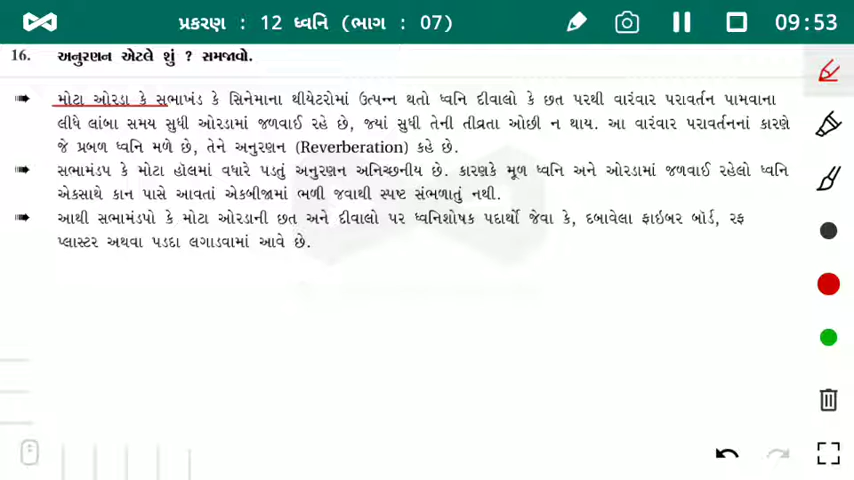 પ્રકરણ : 12 ધ્વનિ (ભાગ : 07)
09:53
16. અનુરણન એટલે શું ? સમજાવો.
મોટા ઓરડા કે સભાખંડ કે સિનેમાના થીયેટરોમાં ઉત્પન્ન થતો ધ્વનિ દીવાલો કે છત પરથી વારંવાર પરાવર્તન પામવાના
લીધે લાંબા સમય સુધી ઓરડામાં જળવાઈ રહે છે, જ્યાં સુધી તેની તીવ્રતા ઓછી ન થાય. આ વારંવાર પરાવર્તનનાં કારણે
જે પ્રબળ ધ્વનિ મળે છે, તેને અનુરણન (Reverberation) કહે છે.
સભામંડપ કે મોટા હૉલમાં વધારે પડતું અનુરણન અનિચ્છનીય છે. કારણકે મૂળ ધ્વનિ અને ઓરડામાં જળવાઈ રહેલો ધ્વનિ
એકસાથે કાન પાસે આવતાં એકબીજામાં ભળી જવાથી સ્પષ્ટ સંભળાતું નથી.
આથી સભામંડપો કે મોટા ઓરડાની છત અને દીવાલો પર ધ્વનિશોષક પદાર્થો જેવા કે, દબાવેલા ફાઇબર બૉર્ડ, રફ
પ્લાસ્ટર અથવા પડદા લગાડવામાં આવે છે.